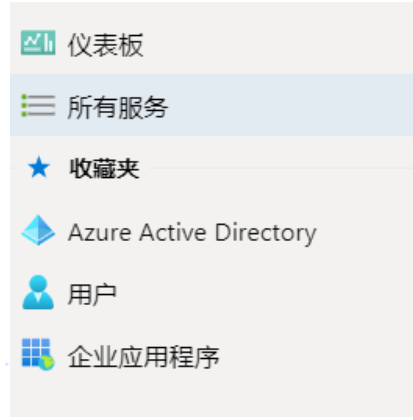 仪表板
所有服务
收藏夹
Azure Active Directory
用户
企业应用程序